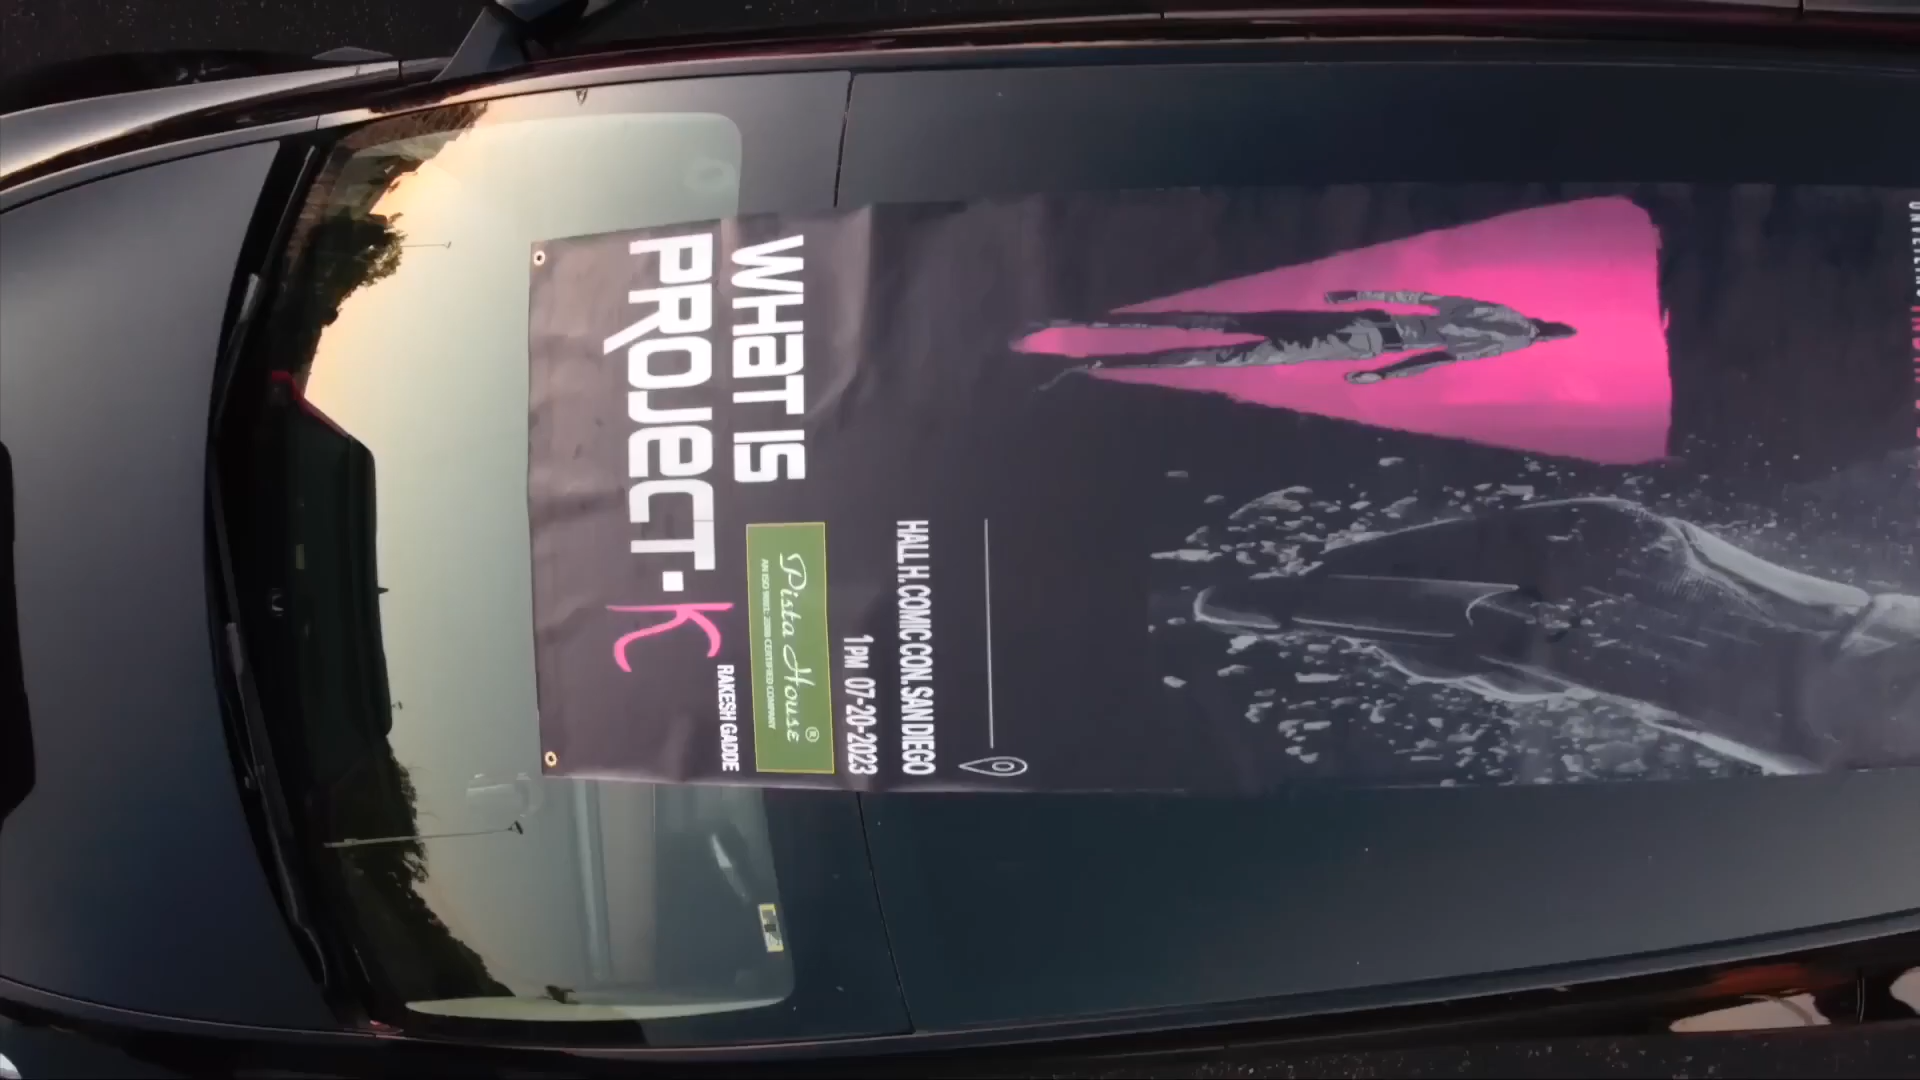 HALL H. COMIC CON. SAN DIEGO
1PM 07-20-2023
Pista House®
AN ISO 9001: 2008 CERTIFIED COMPANY
WHAT IS
PROJECT-K
RAKESH GADDE